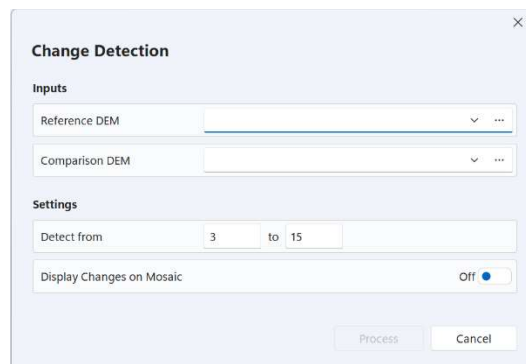 Change Detection
Inputs
Reference DEM
Comparison DEM
Settings
Detect from 3 to 15
Display Changes on Mosaic Off
Process Cancel